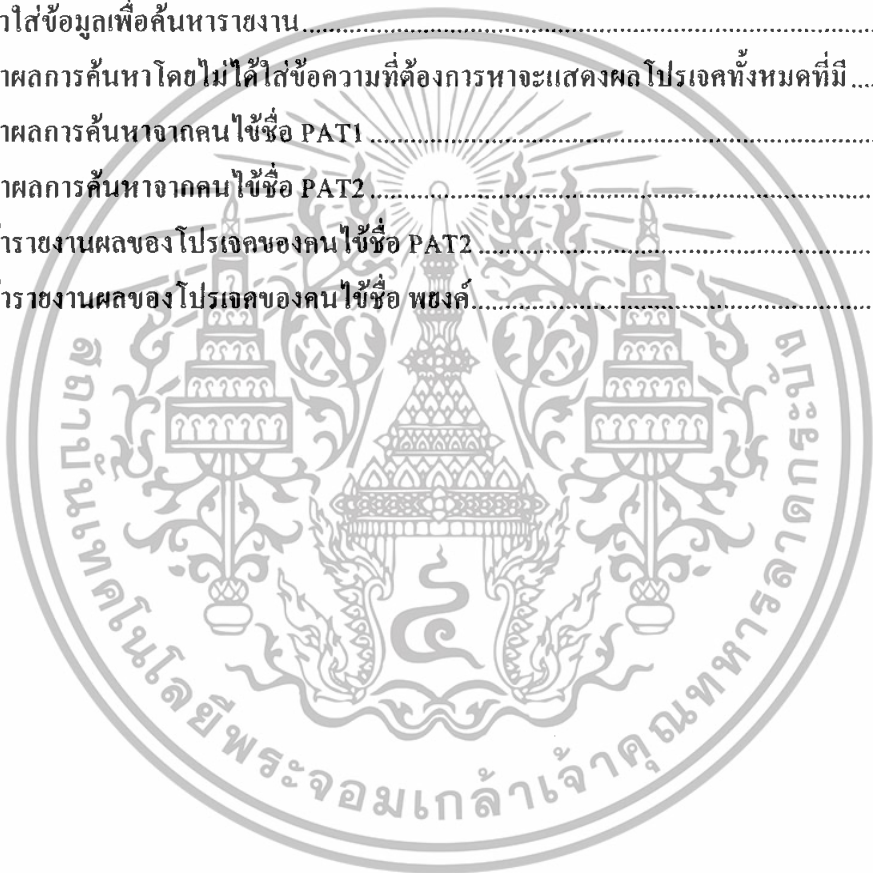 าใส่ข้อมูลเพื่อค้นหารายงาน
าผลการค้นหาโดยไม่ได้ใส่ข้อความที่ต้องการหาจะแสดงผลโปรเจคทั้งหมดที่มี
าผลการค้นหาจากคนไข้ชื่อ PAT1
าผลการค้นหาจากคนไข้ชื่อ PAT2
ารายงานผลของโปรเจคของคนไข้ชื่อ PAT2
ารายงานผลของโปรเจคของคนไข้ชื่อ พยงค์
สถาบันเทคโนโลยีพระจอมเกล้าเจ้าคุณทหารลาดกระบัง
๔